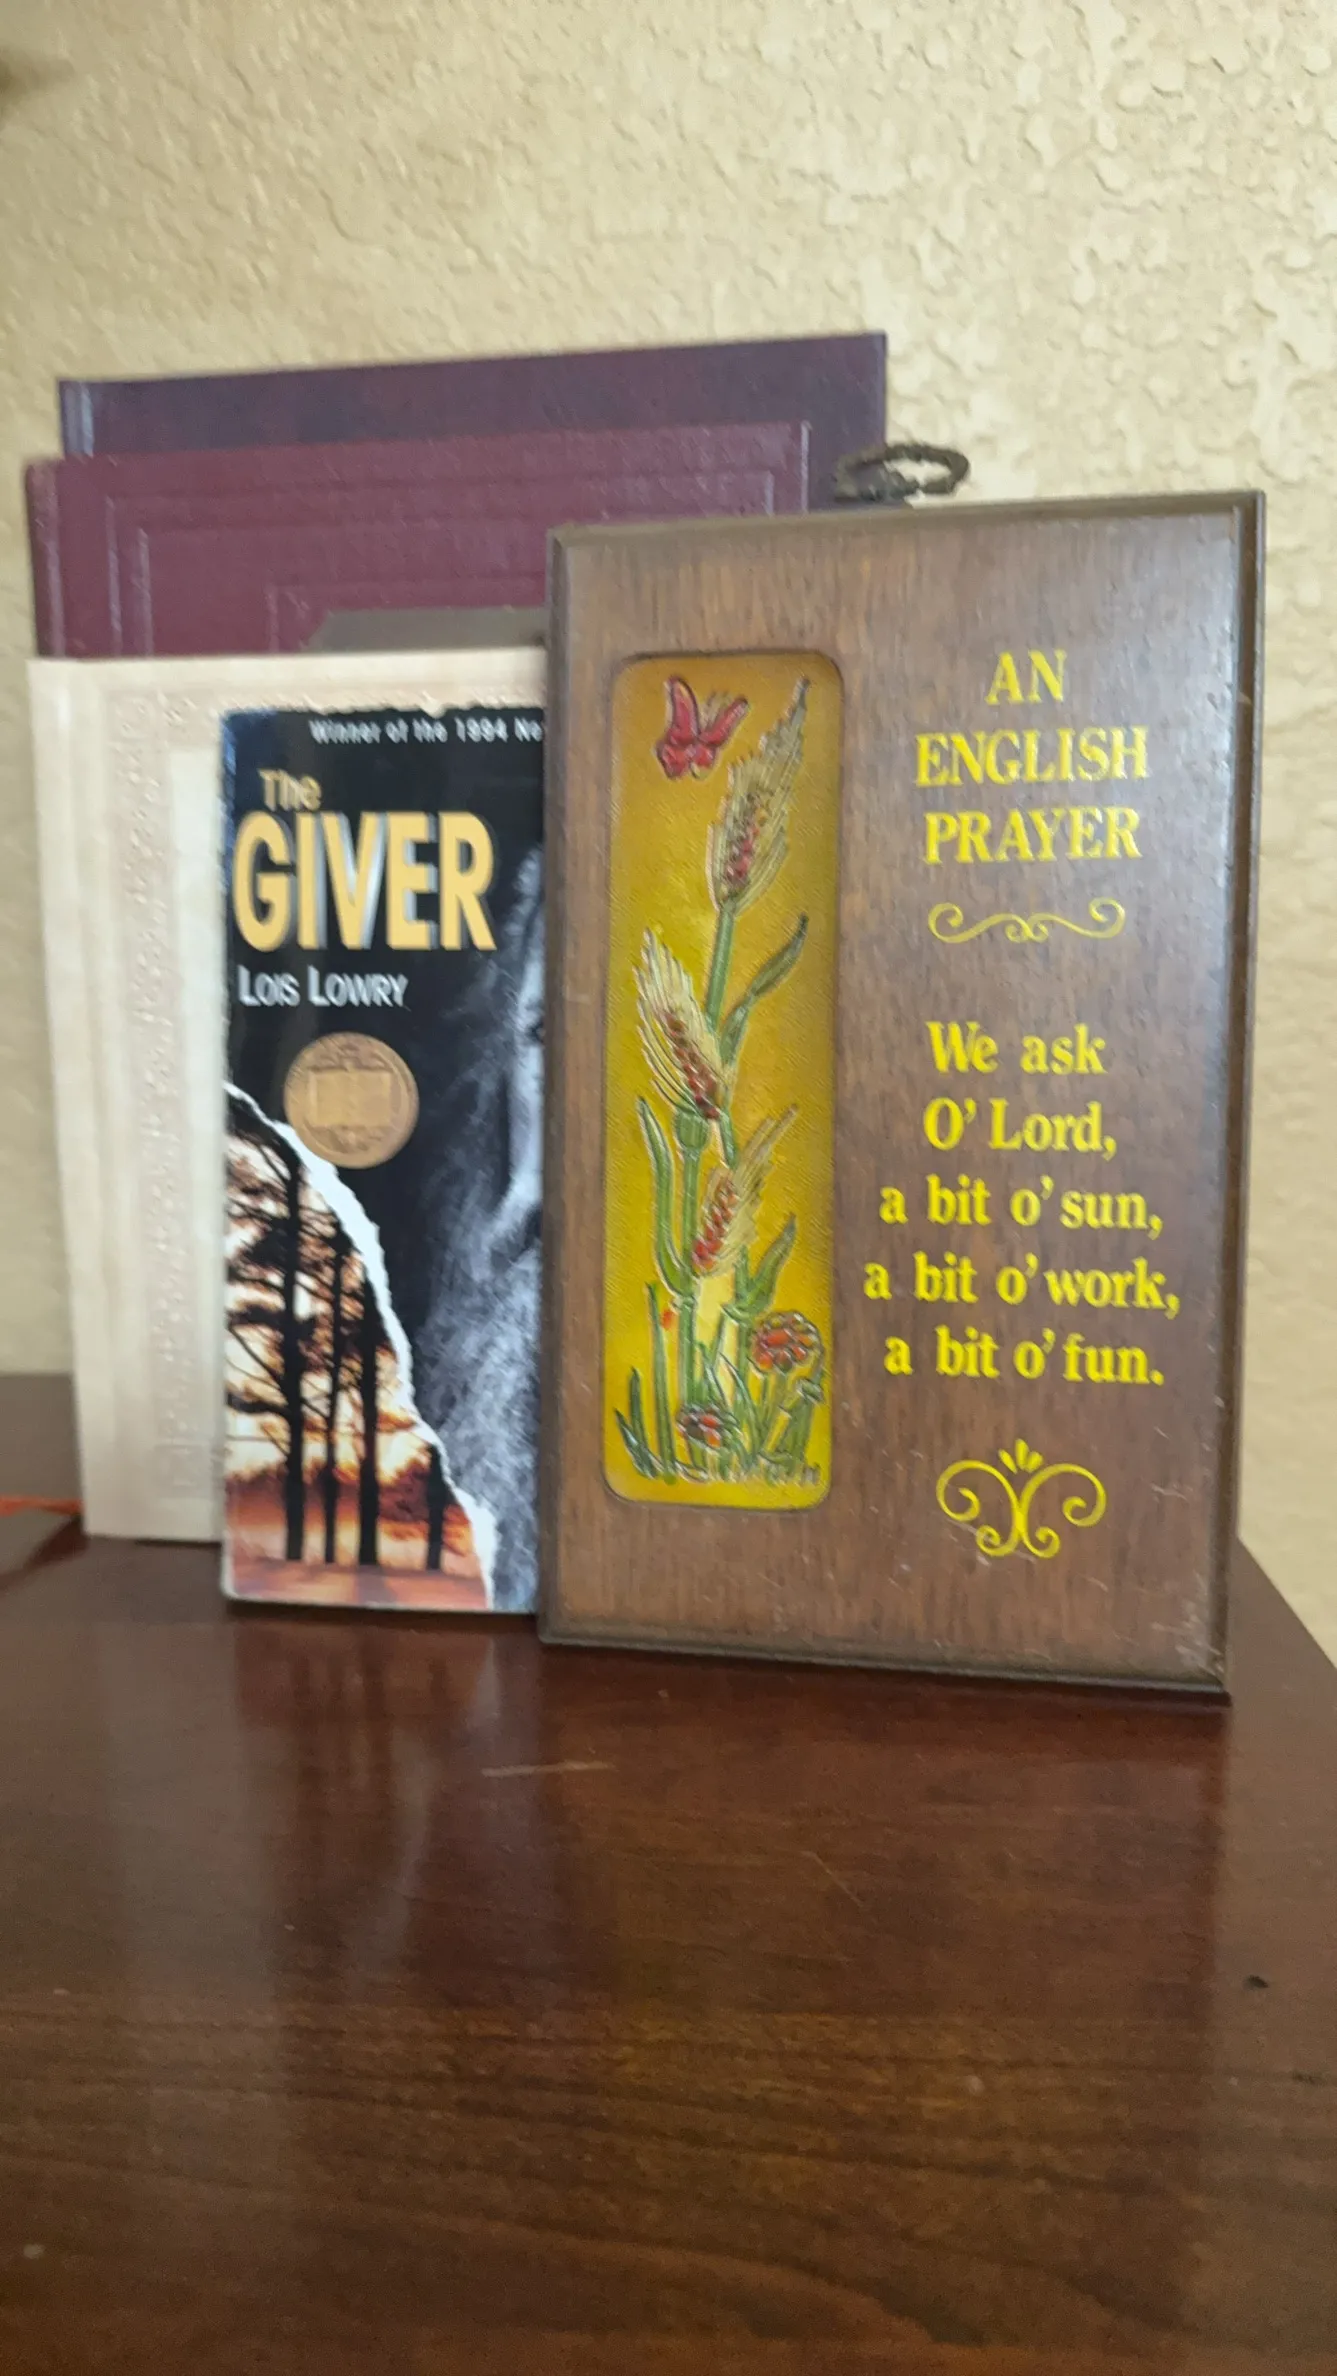 Winner of the 1994 Ne
The
GIVER
LOIS LOWRY
AN
ENGLISH
PRAYER
We ask
O' Lord,
a bit o' sun,
a bit o' work,
a bit o' fun.